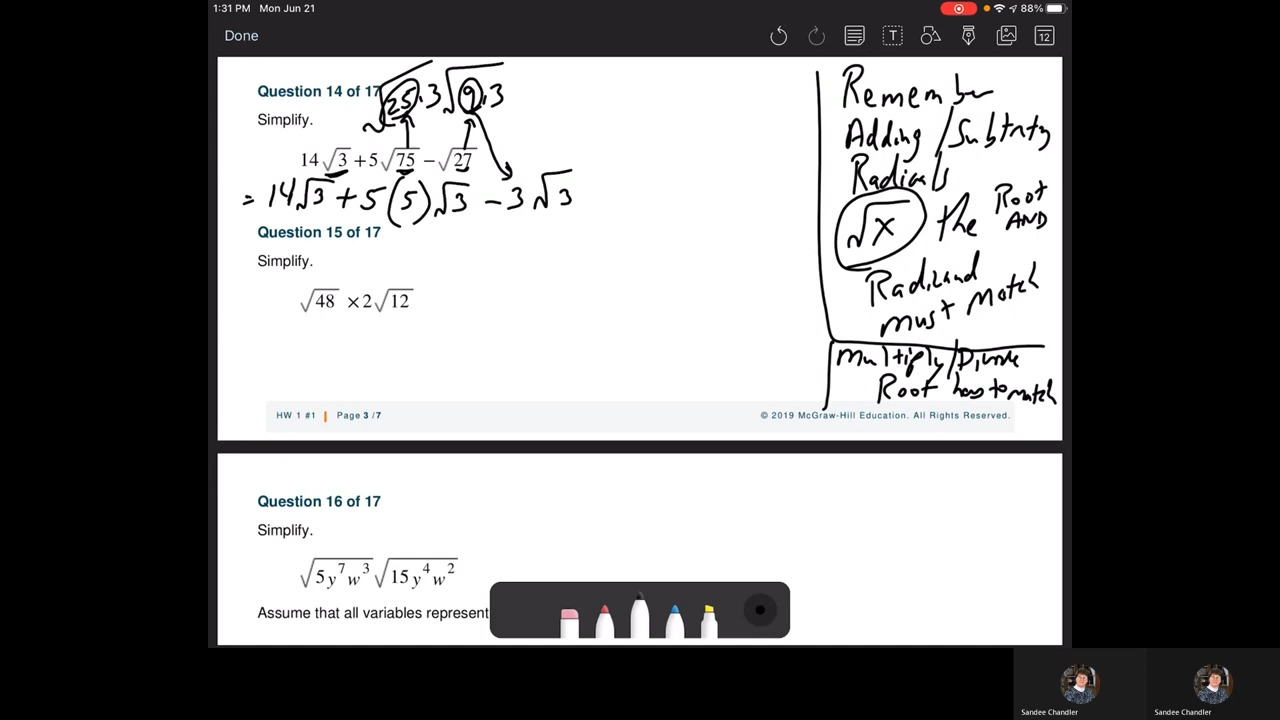 1:31 PM Mon Jun 21
88%
Done
T
12
Question 14 of 17
√25·3 √9·3
Simplify.
14√3 + 5√75 − √27
= 14√3 + 5(5)√3 − 3√3
Question 15 of 17
Simplify.
√48 × 2√12
Remember
Adding / Subtrtg
Radicals
√x the Root AND
Radicand
must Match
Multiply/Divide
Root has to match
HW 1 #1 | Page 3 /7
© 2019 McGraw-Hill Education. All Rights Reserved.
Question 16 of 17
Simplify.
√5y⁷w³ √15y⁴w²
Assume that all variables represent
Sandee Chandler
Sandee Chandler